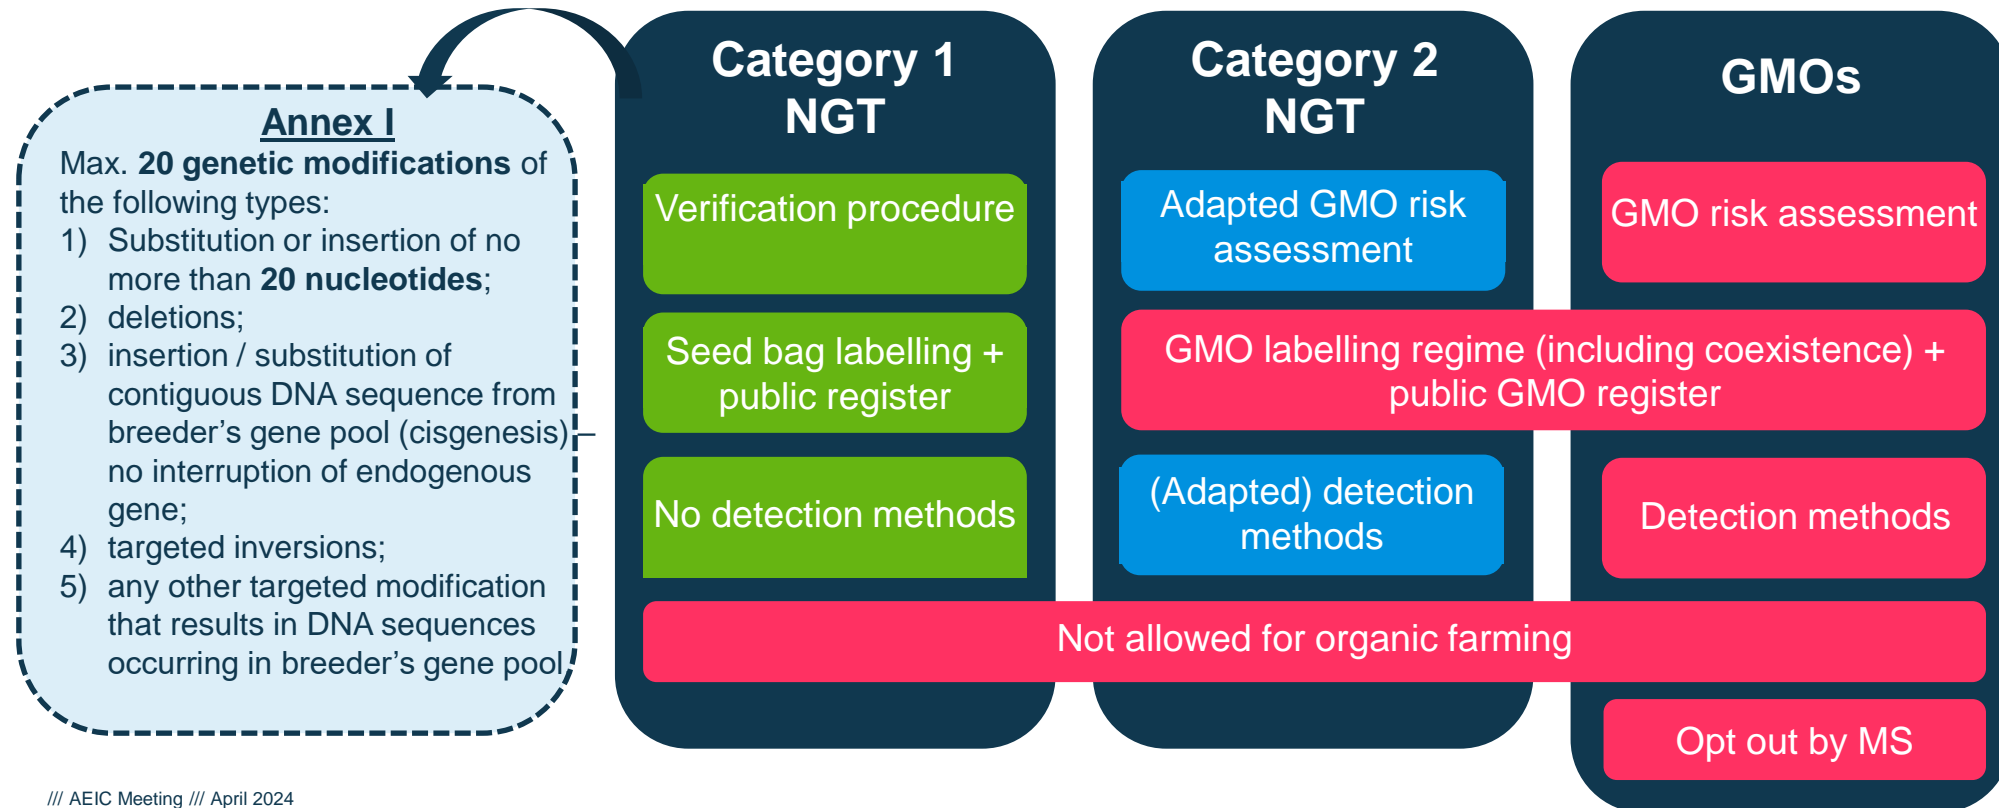 Annex I
Max. 20 genetic modifications of
the following types:
1) Substitution or insertion of no
more than 20 nucleotides;
2) deletions;
3) insertion / substitution of
contiguous DNA sequence from
breeder’s gene pool (cisgenesis) –
no interruption of endogenous
gene;
4) targeted inversions;
5) any other targeted modification
that results in DNA sequences
occurring in breeder’s gene pool
Category 1
NGT
Verification procedure
Seed bag labelling +
public register
No detection methods
Category 2
NGT
Adapted GMO risk
assessment
GMO labelling regime (including coexistence) +
public GMO register
(Adapted) detection
methods
GMOs
GMO risk assessment
Detection methods
Not allowed for organic farming
Opt out by MS
/// AEIC Meeting /// April 2024